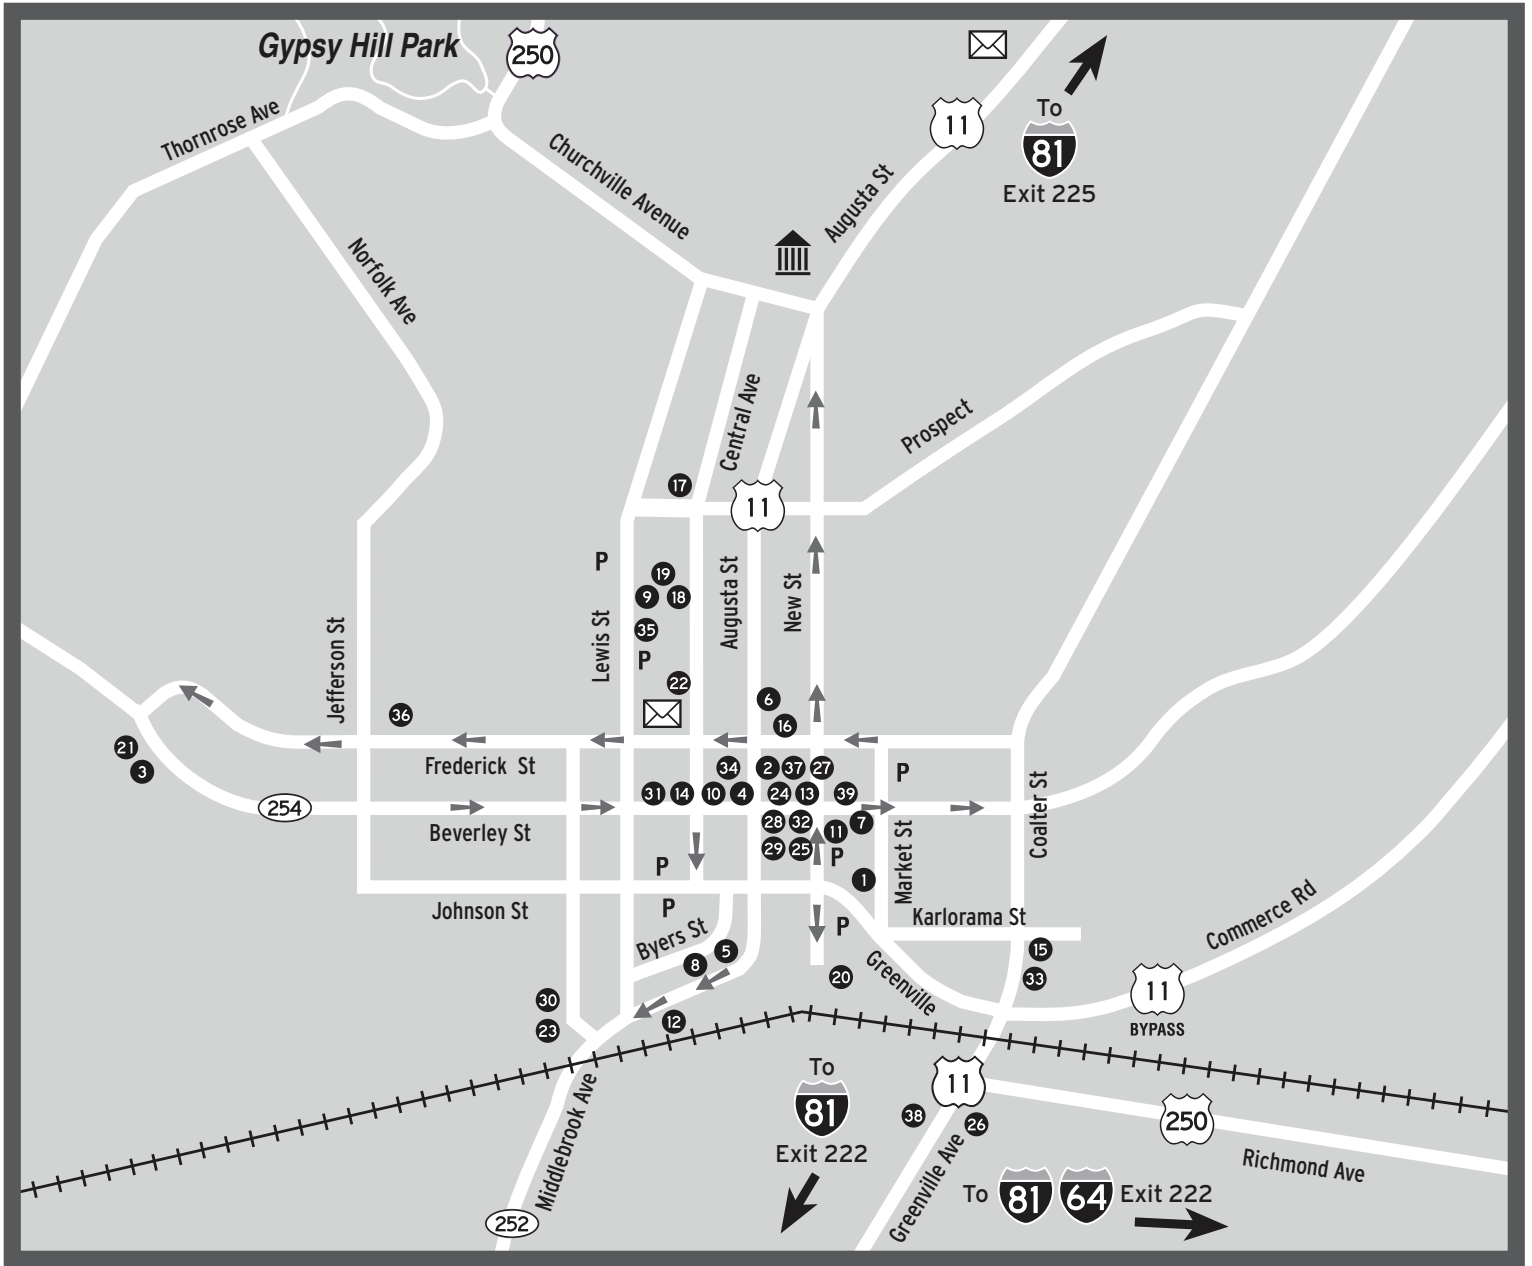 Gypsy Hill Park
250
To
81
Exit 225
11
Thornrose Ave
Churchville Avenue
Augusta St
Norfolk Ave
Central Ave
Prospect
17
11
P
19
9
18
35
P
22
Jefferson St
Lewis St
Augusta St
New St
6
16
36
21
3
Frederick St
34
2
37
27
P
31
14
10
4
24
13
39
254
Beverley St
28
32
11
7
29
25
P
P
1
Market St
Coalter St
Johnson St
P
P
Karlorama St
Commerce Rd
Byers St
5
8
Greenville
15
33
20
30
23
12
11
BYPASS
To
81
Exit 222
11
38
26
250
Richmond Ave
Middlebrook Ave
Greenville Ave
252
To
81
64
Exit 222